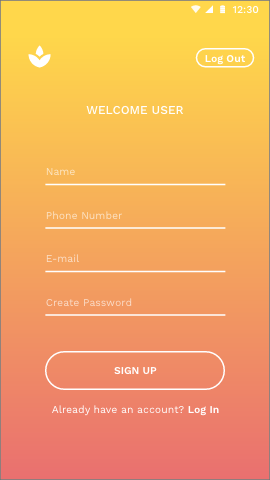 12:30
Log Out
WELCOME USER
Name
Phone Number
E-mail
Create Password
SIGN UP
Already have an account? Log In